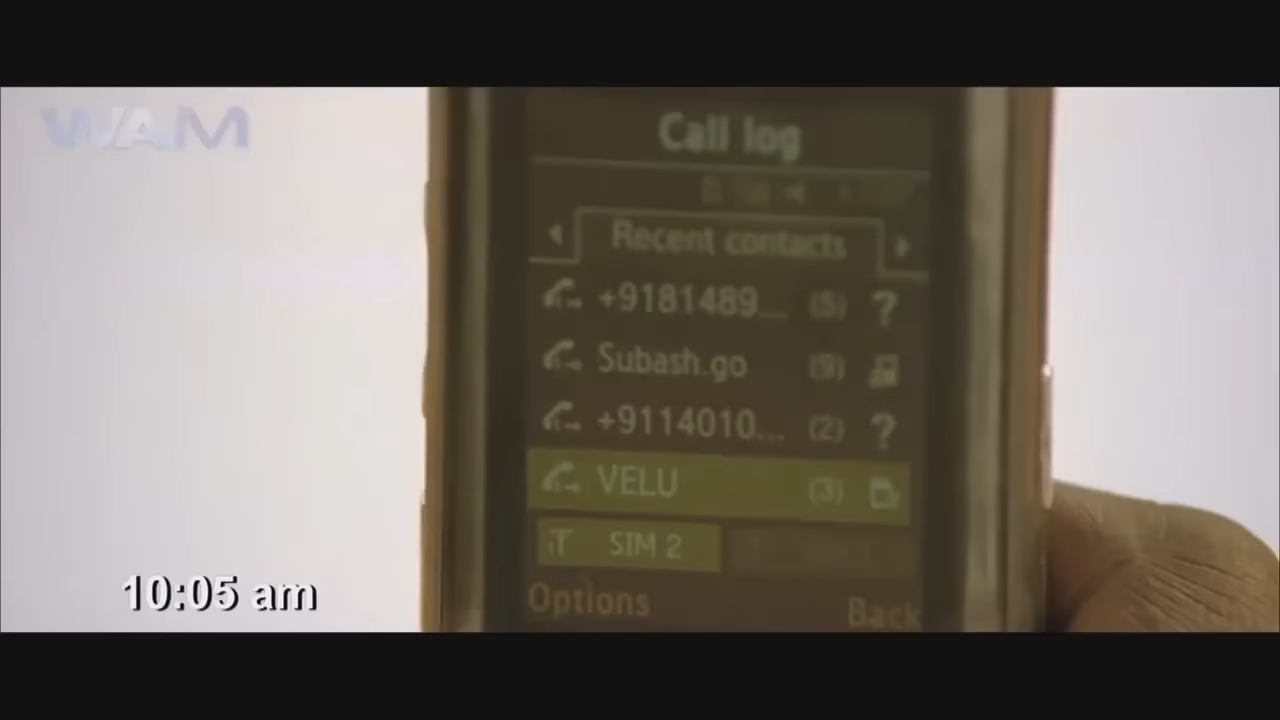 WAM
Call log
Recent contacts
+9181489... (5) ?
Subash.go (9)
+9114010... (2) ?
VELU (3)
SIM 2
Options Back
10:05 am